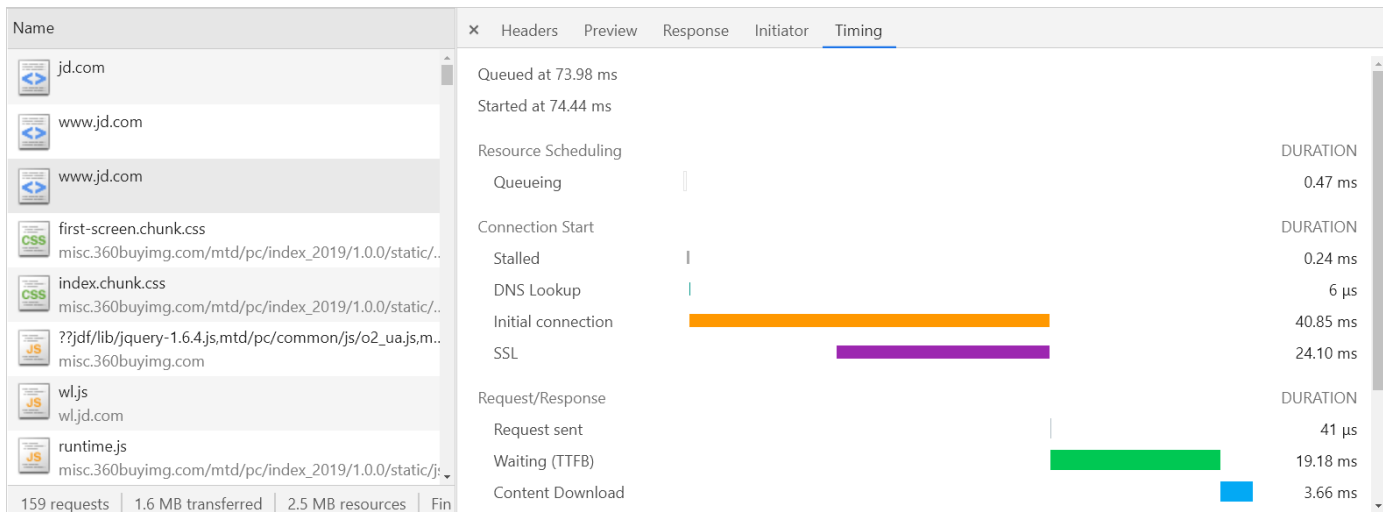 Name
jd.com
www.jd.com
www.jd.com
first-screen.chunk.css
misc.360buyimg.com/mtd/pc/index_2019/1.0.0/static/..
index.chunk.css
misc.360buyimg.com/mtd/pc/index_2019/1.0.0/static/..
??jdf/lib/jquery-1.6.4.js,mtd/pc/common/js/o2_ua.js,m..
misc.360buyimg.com
wl.js
wl.jd.com
runtime.js
misc.360buyimg.com/mtd/pc/index_2019/1.0.0/static/js
159 requests | 1.6 MB transferred | 2.5 MB resources | Fin
× Headers Preview Response Initiator Timing
Queued at 73.98 ms
Started at 74.44 ms
Resource Scheduling DURATION
Queueing 0.47 ms
Connection Start DURATION
Stalled 0.24 ms
DNS Lookup 6 μs
Initial connection 40.85 ms
SSL 24.10 ms
Request/Response DURATION
Request sent 41 μs
Waiting (TTFB) 19.18 ms
Content Download 3.66 ms
CSS
CSS
JS
JS
JS